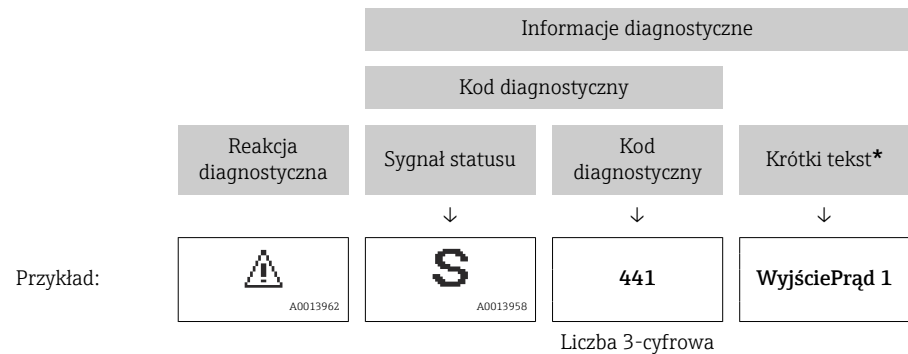 Informacje diagnostyczne
Kod diagnostyczny
Reakcja
diagnostyczna
Sygnał statusu
Kod
diagnostyczny
Krótki tekst*
↓ ↓ ↓
Przykład:
A0013962
S
A0013958
441
WyjściePrąd 1
Liczba 3-cyfrowa